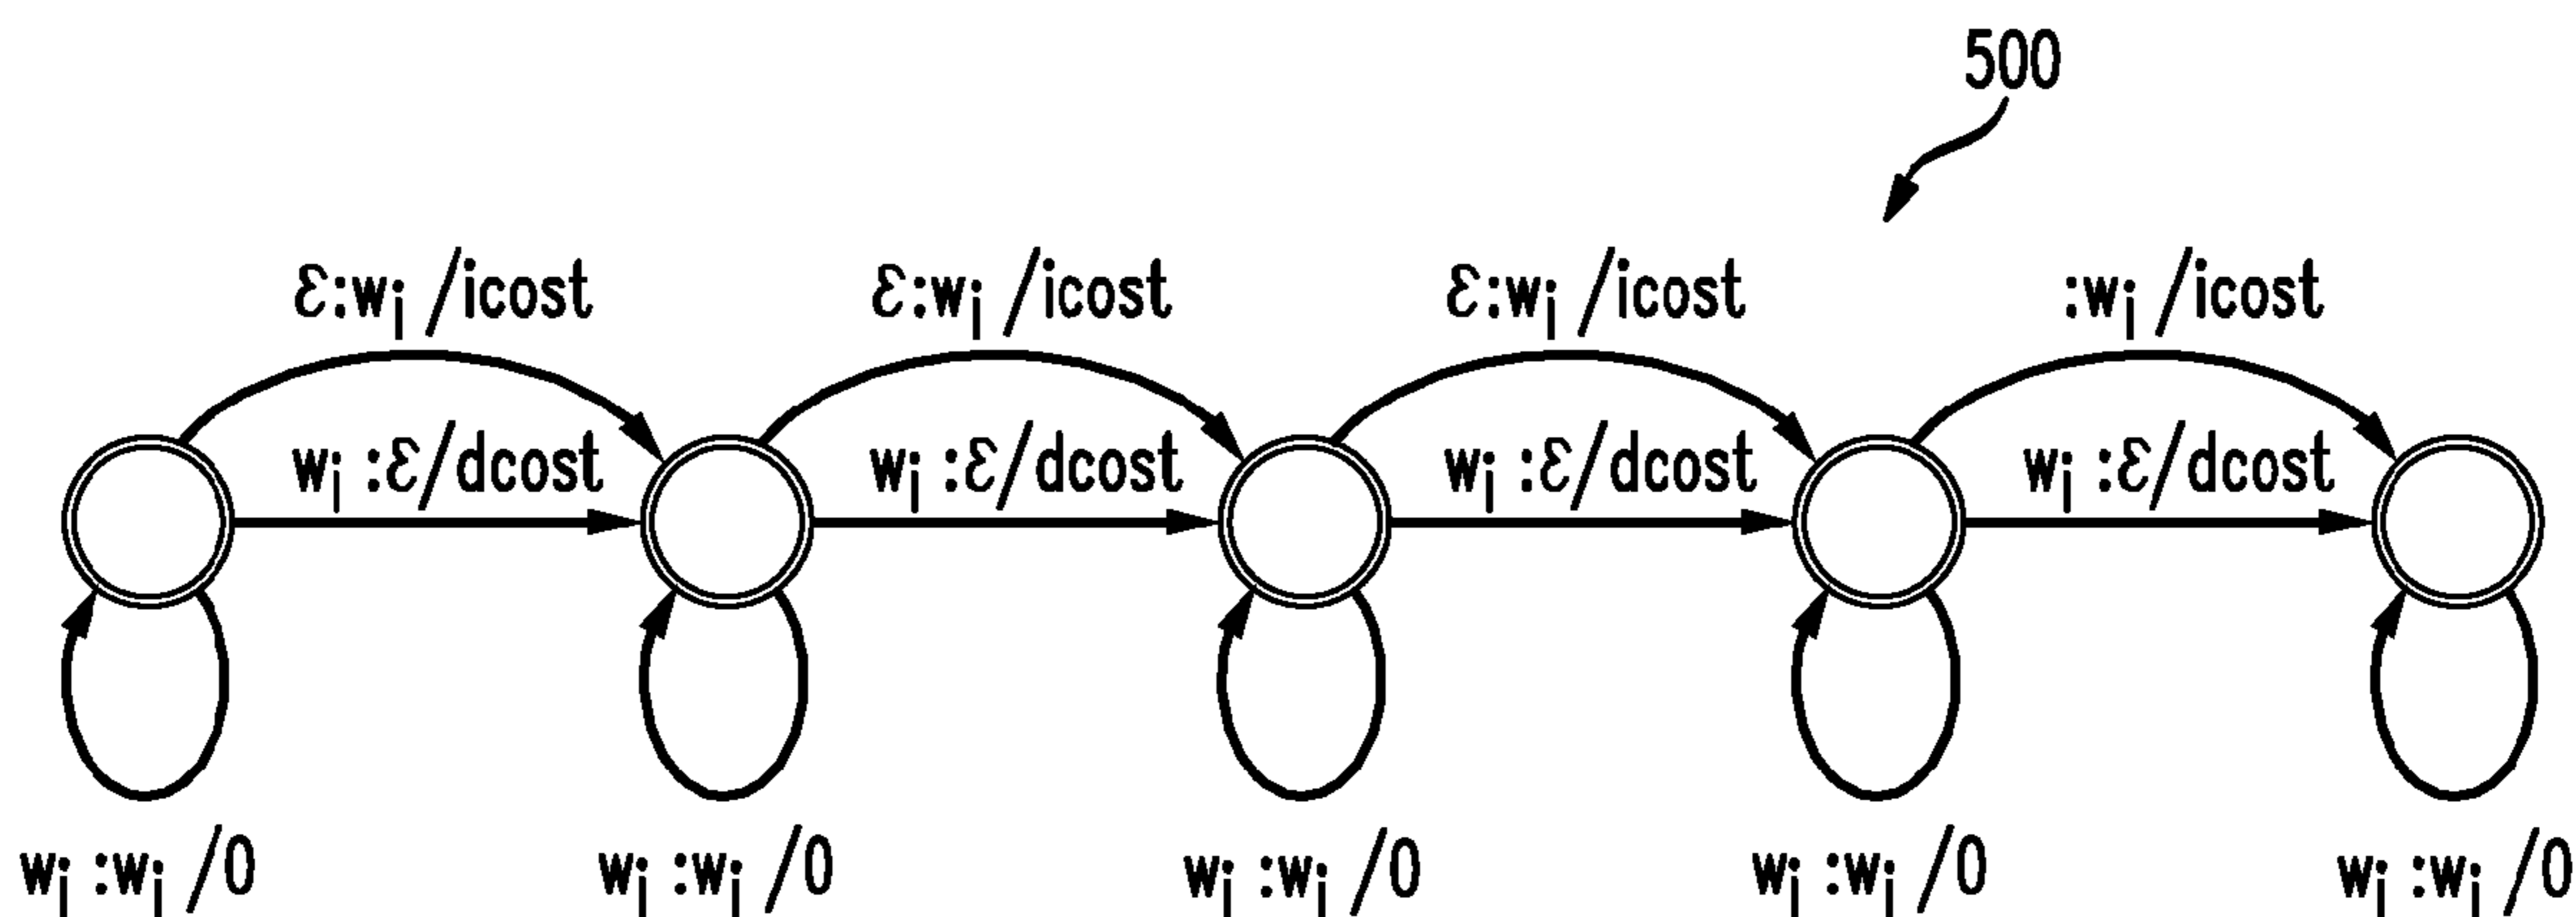 500
ε:wᵢ/icost ε:wᵢ/icost ε:wᵢ/icost :wᵢ/icost
wᵢ:ε/dcost wᵢ:ε/dcost wᵢ:ε/dcost wᵢ:ε/dcost
wᵢ:wᵢ/0 wᵢ:wᵢ/0 wᵢ:wᵢ/0 wᵢ:wᵢ/0 wᵢ:wᵢ/0